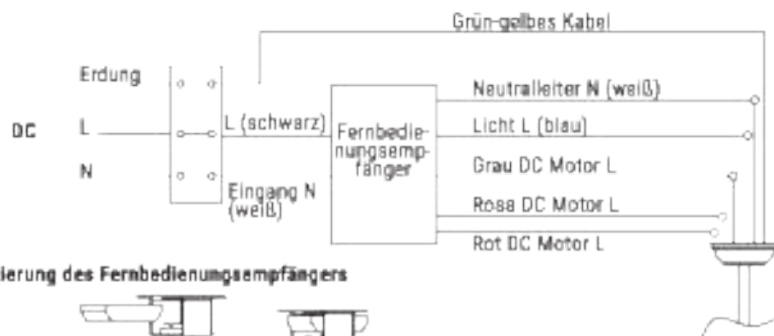 Grün-gelbes Kabel
Erdung
DC
L
N
L (schwarz)
Eingang N
(weiß)
Fernbedie-
nungsemp-
fänger
Neutralleiter N (weiß)
Licht L (blau)
Grau DC Motor L
Rosa DC Motor L
Rot DC Motor L
ierung des Fernbedienungsempfängers